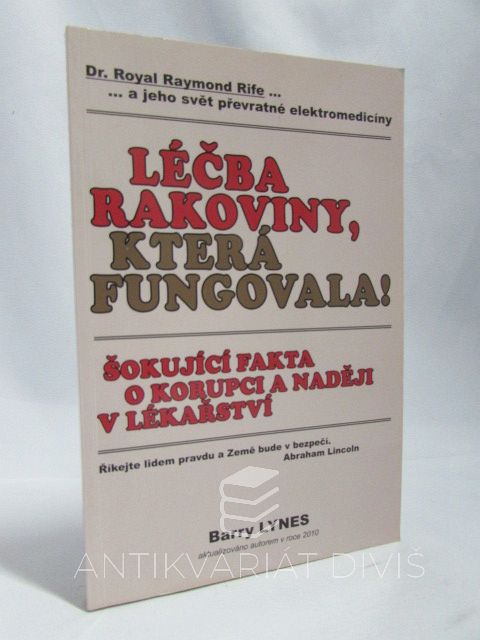 Dr. Royal Raymond Rife ...
... a jeho svět převratné elektromedicíny
LÉČBA
RAKOVINY,
KTERÁ
FUNGOVALA!
ŠOKUJÍCÍ FAKTA
O KORUPCI A NADĚJI
V LÉKAŘSTVÍ
Říkejte lidem pravdu a Země bude v bezpečí.
Abraham Lincoln
Barry LYNES
aktualizováno autorem v roce 2010
ANTIKVARIÁT DIVIŠ